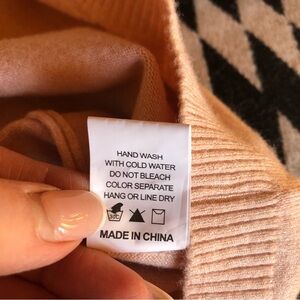 HAND WASH
WITH COLD WATER
DO NOT BLEACH
COLOR SEPARATE
HANG OR LINE DRY
MADE IN CHINA